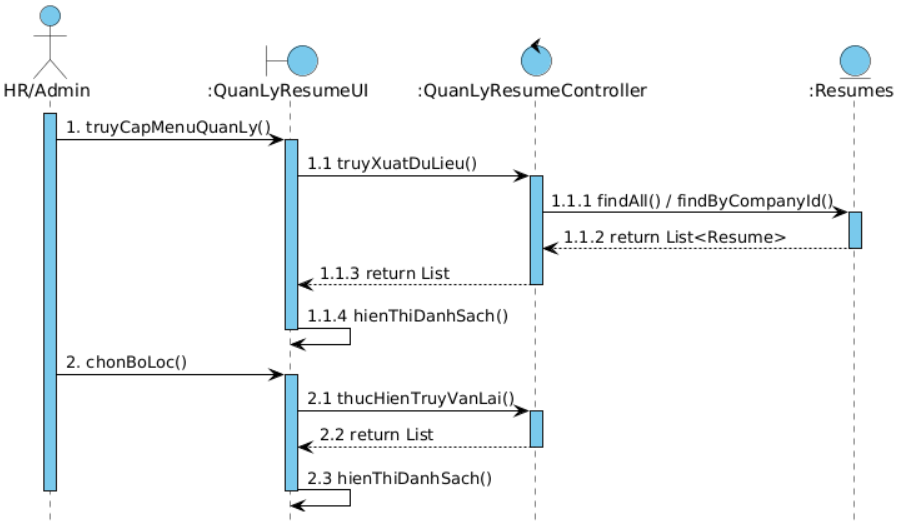 HR/Admin
:QuanLyResumeUI
:QuanLyResumeController
:Resumes
1. truyCapMenuQuanLy()
1.1 truyXuatDuLieu()
1.1.1 findAll() / findByCompanyId()
1.1.2 return List<Resume>
1.1.3 return List
1.1.4 hienThiDanhSach()
2. chonBoLoc()
2.1 thucHienTruyVanLai()
2.2 return List
2.3 hienThiDanhSach()